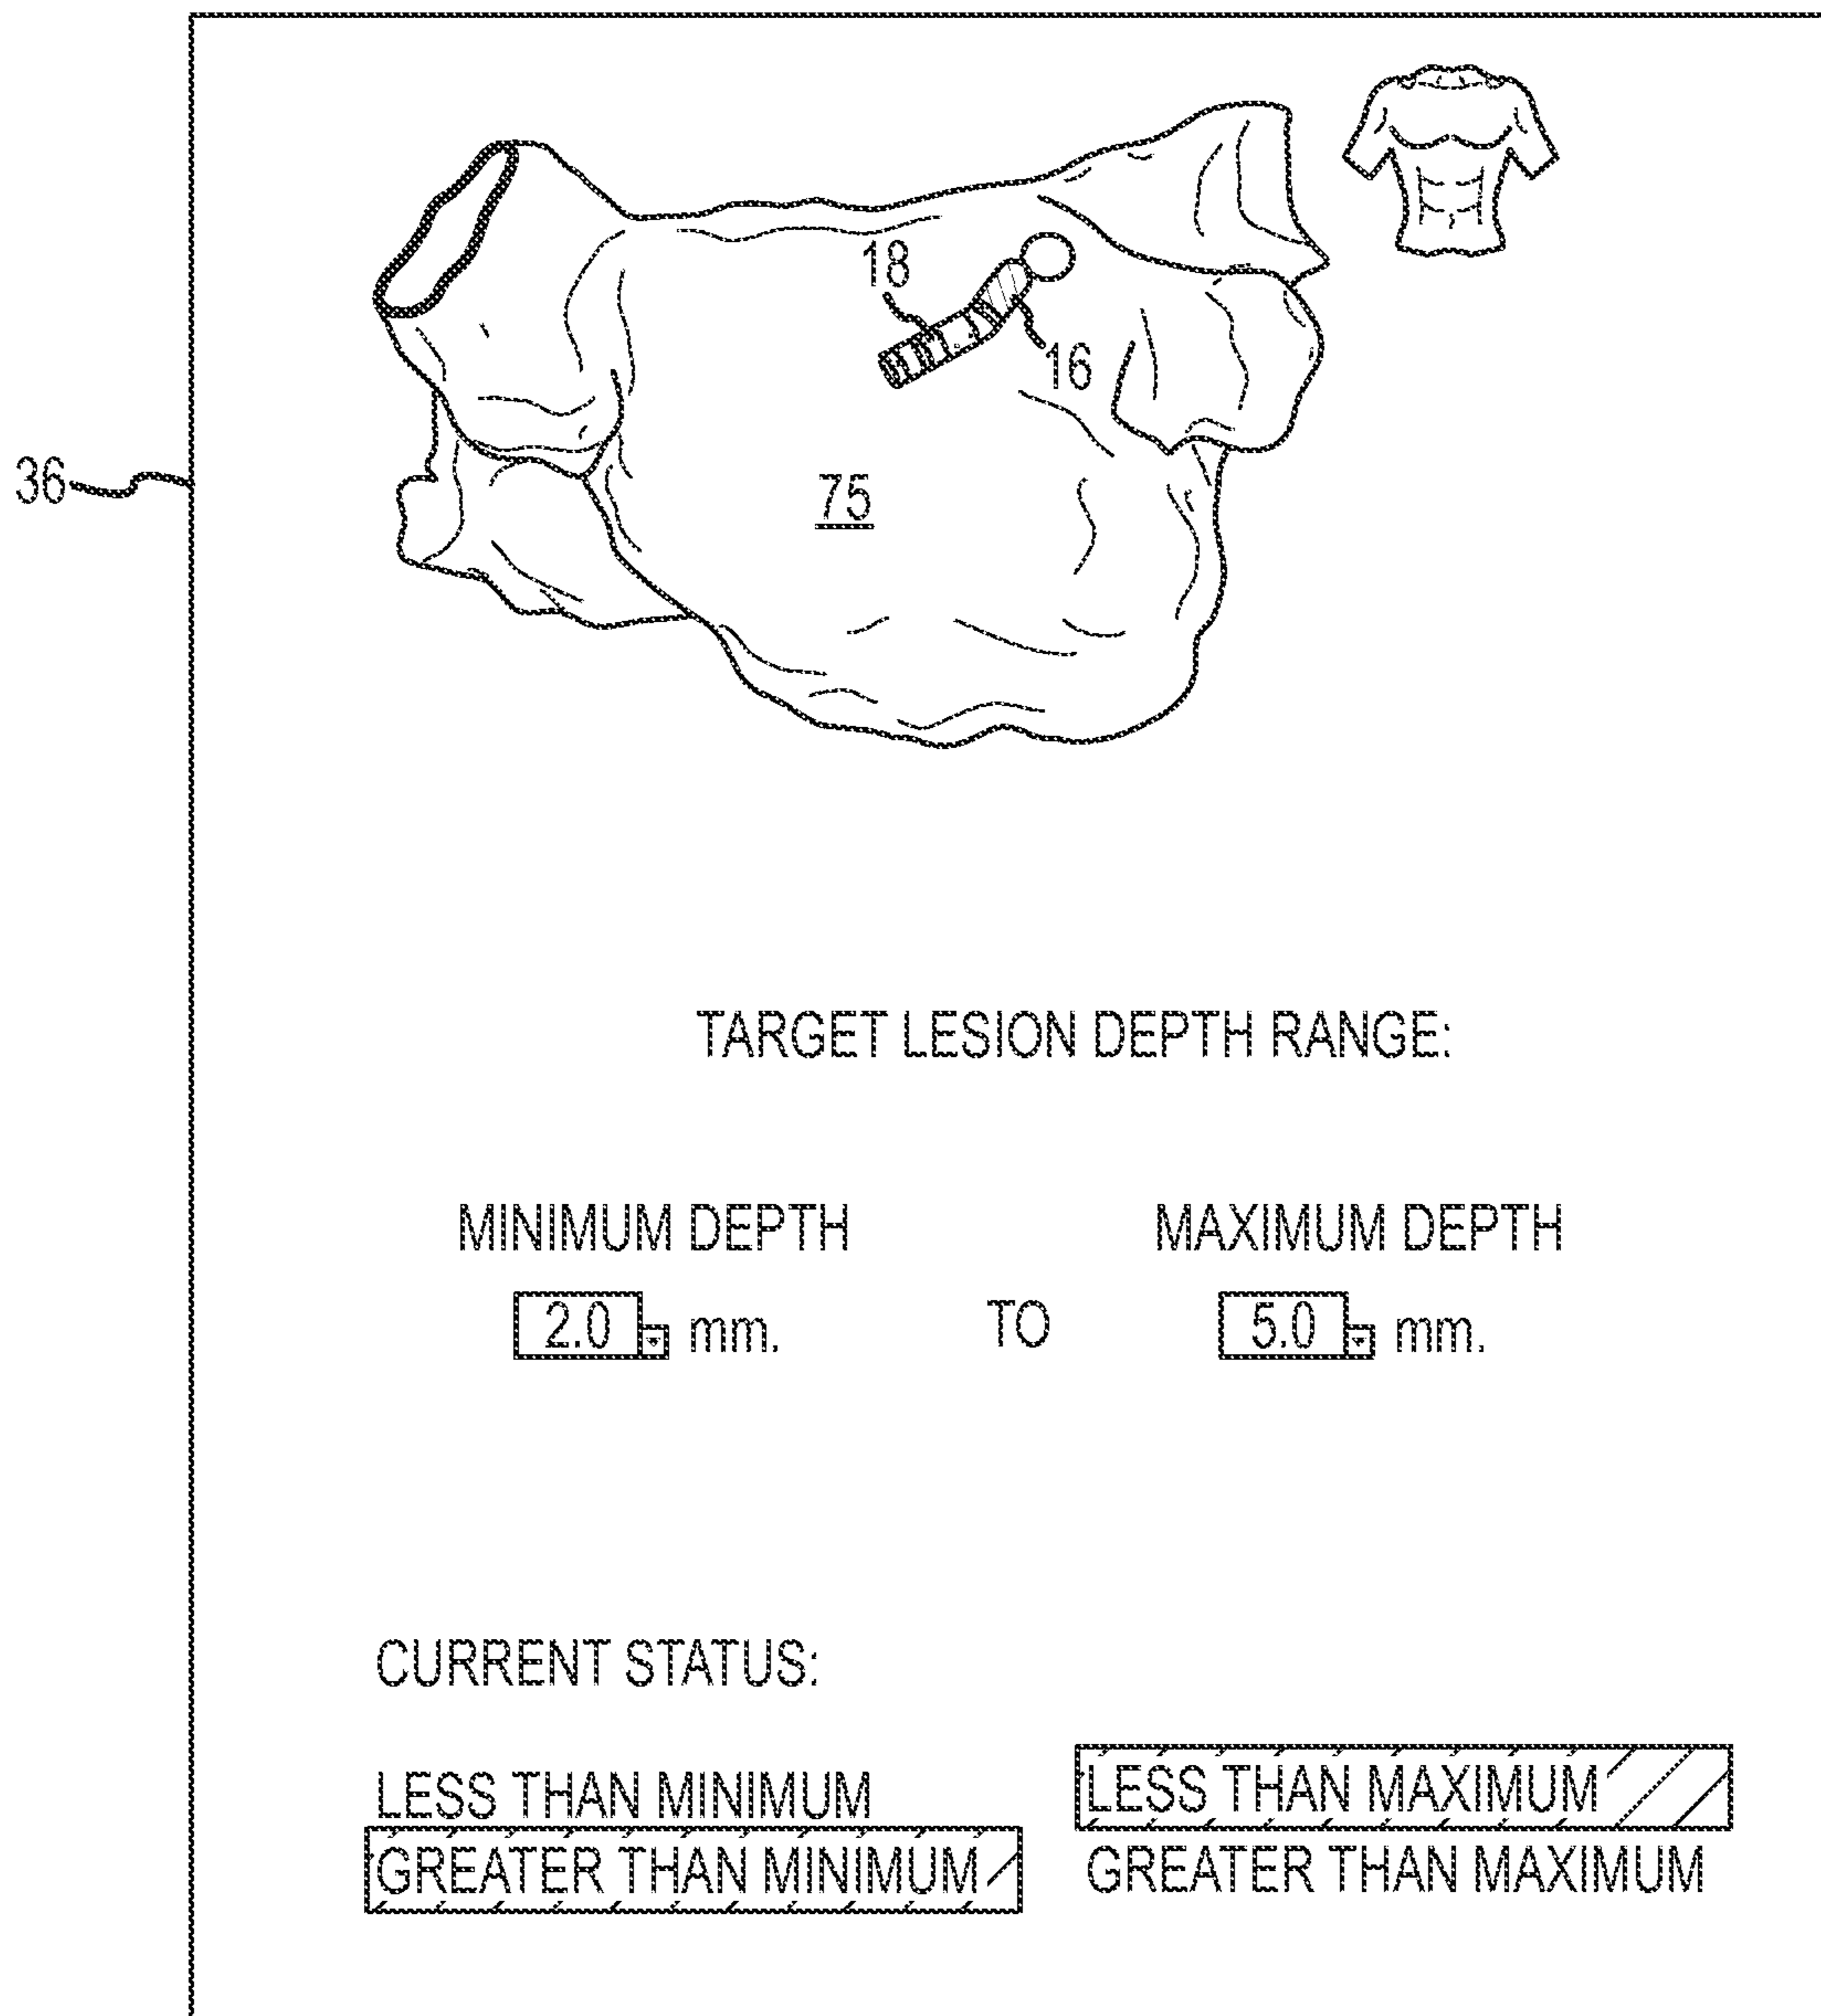 18
16
36
75
TARGET LESION DEPTH RANGE:
MINIMUM DEPTH MAXIMUM DEPTH
2.0 mm. TO 5.0 mm.
CURRENT STATUS:
LESS THAN MINIMUM LESS THAN MAXIMUM
GREATER THAN MINIMUM GREATER THAN MAXIMUM